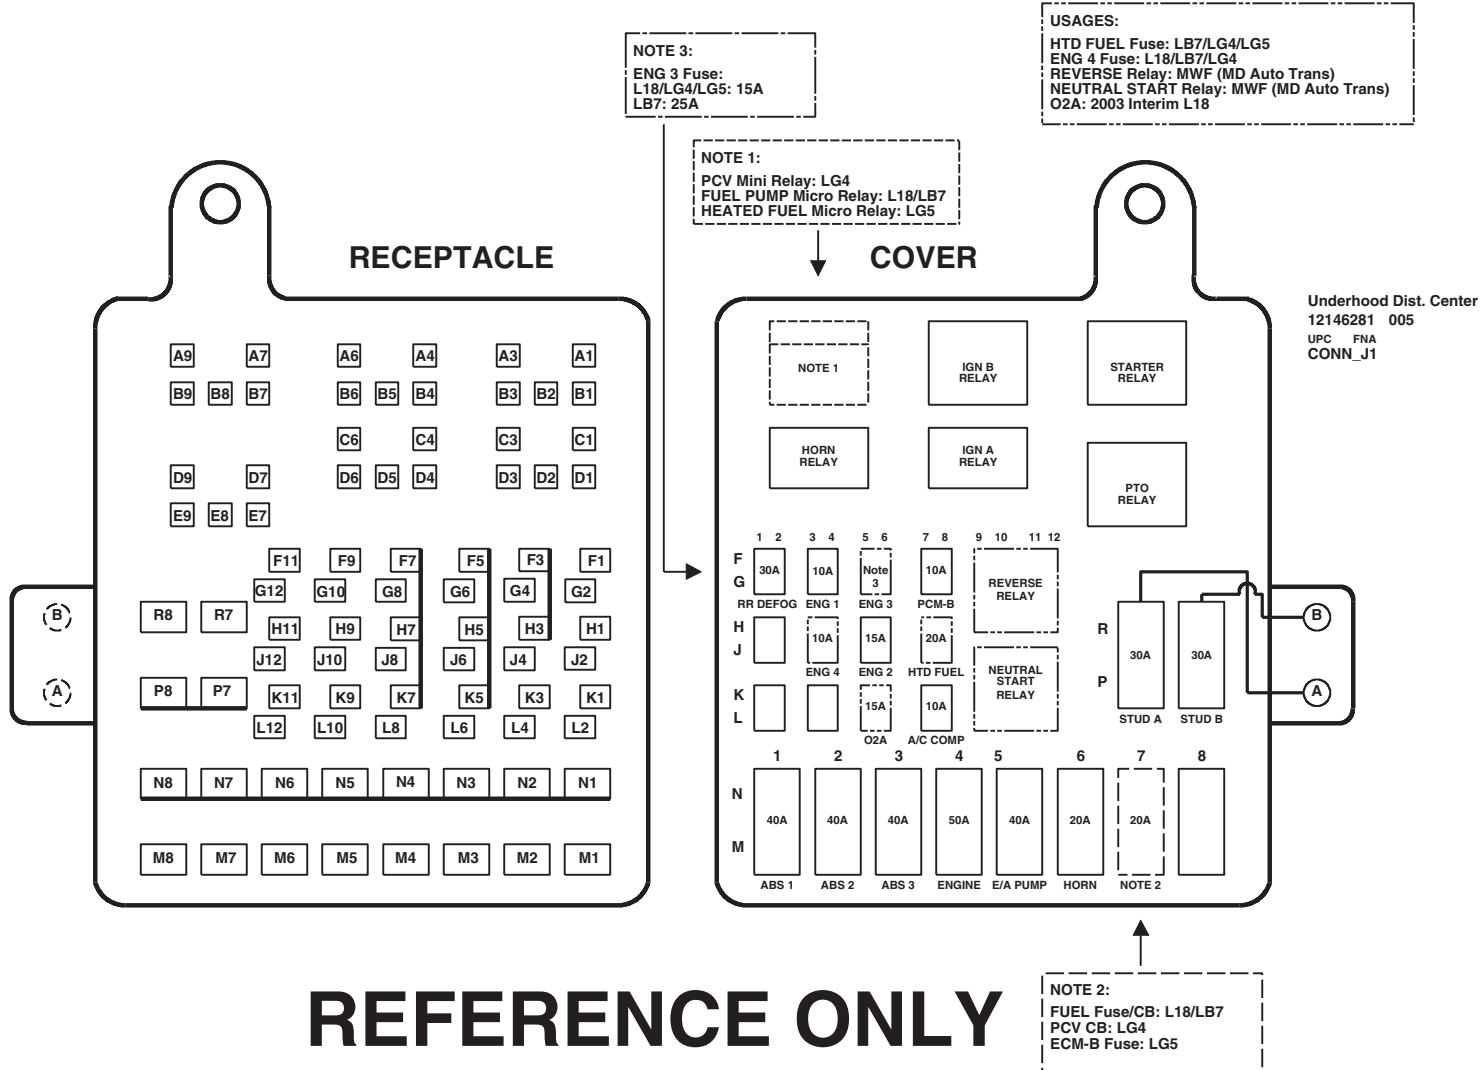 USAGES:
HTD FUEL Fuse: LB7/LG4/LG5
ENG 4 Fuse: L18/LB7/LG4
REVERSE Relay: MWF (MD Auto Trans)
NEUTRAL START Relay: MWF (MD Auto Trans)
O2A: 2003 Interim L18
NOTE 3:
ENG 3 Fuse:
L18/LG4/LG5: 15A
LB7: 25A
NOTE 1:
PCV Mini Relay: LG4
FUEL PUMP Micro Relay: L18/LB7
HEATED FUEL Micro Relay: LG5
RECEPTACLE
A9 A7 A6 A4 A3 A1
B9 B8 B7 B6 B5 B4 B3 B2 B1
C6 C4 C3 C1
D9 D7 D6 D5 D4 D3 D2 D1
E9 E8 E7
F11 F9 F7 F5 F3 F1
G12 G10 G8 G6 G4 G2
B R8 R7
H11 H9 H7 H5 H3 H1
J12 J10 J8 J6 J4 J2
A P8 P7
K11 K9 K7 K5 K3 K1
L12 L10 L8 L6 L4 L2
N8 N7 N6 N5 N4 N3 N2 N1
M8 M7 M6 M5 M4 M3 M2 M1
COVER
Underhood Dist. Center
12146281 005
UPC FNA
CONN_J1
NOTE 1
IGN B
RELAY
STARTER
RELAY
HORN
RELAY
IGN A
RELAY
PTO
RELAY
1 2 3 4 5 6 7 8 9 10 11 12
F
G
30A 10A Note
3
10A
REVERSE
RELAY
RR DEFOG ENG 1 ENG 3 PCM-B
H
J
10A 15A 20A
ENG 4 ENG 2 HTD FUEL
NEUTRAL
START
RELAY
K
L
15A 10A
O2A A/C COMP
R
P
30A 30A
STUD A STUD B
B
A
1 2 3 4 5 6 7 8
N
M
40A 40A 40A 50A 40A 20A 20A
ABS 1 ABS 2 ABS 3 ENGINE E/A PUMP HORN NOTE 2
REFERENCE ONLY
NOTE 2:
FUEL Fuse/CB: L18/LB7
PCV CB: LG4
ECM-B Fuse: LG5